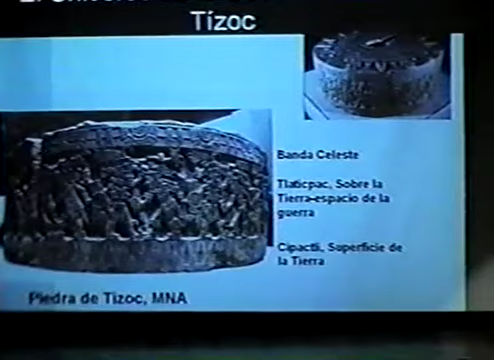 Tízoc
Banda Celeste
Tlaticpac, Sobre la
Tierra-espacio de la
guerra
Cipactli, Superficie de
la Tierra
Piedra de Tizoc, MNA